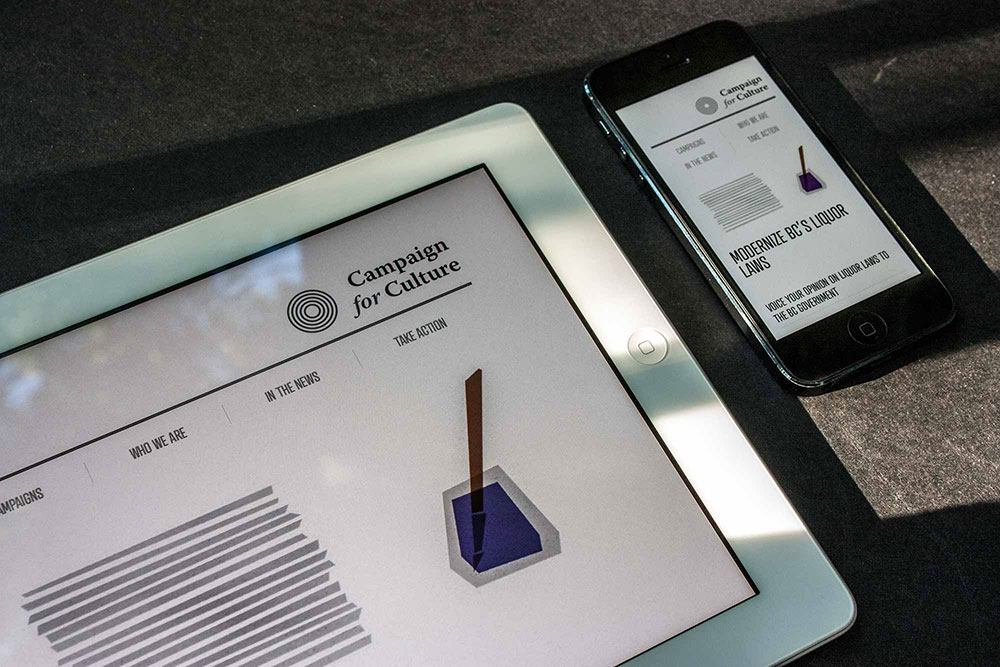 Campaign
for Culture
TAKE ACTION
IN THE NEWS
WHO WE ARE
CAMPAIGNS
Campaign
for Culture
WHO WE ARE
CAMPAIGNS
TAKE ACTION
IN THE NEWS
MODERNIZE BC'S LIQUOR
LAWS
VOICE YOUR OPINION ON LIQUOR LAWS TO
THE BC GOVERNMENT